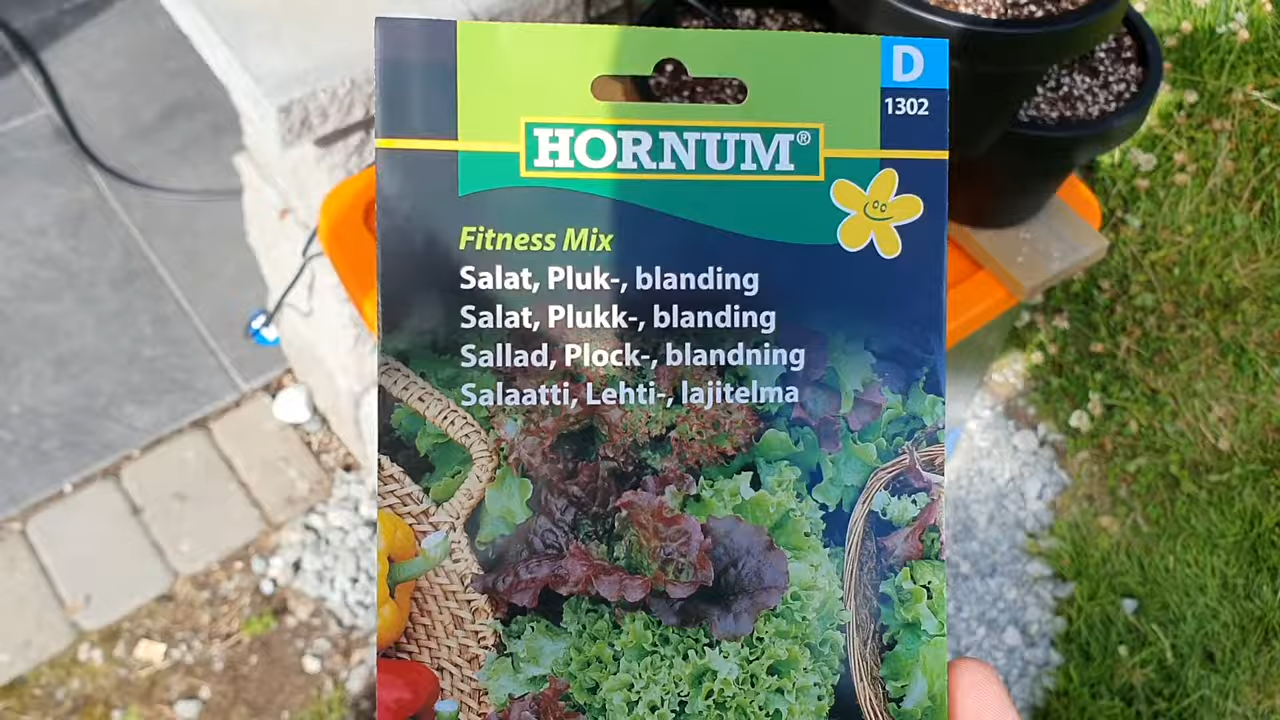 D
1302
HORNUM®
Fitness Mix
Salat, Pluk-, blanding
Salat, Plukk-, blanding
Sallad, Plock-, blandning
Salaatti, Lehti-, lajitelma